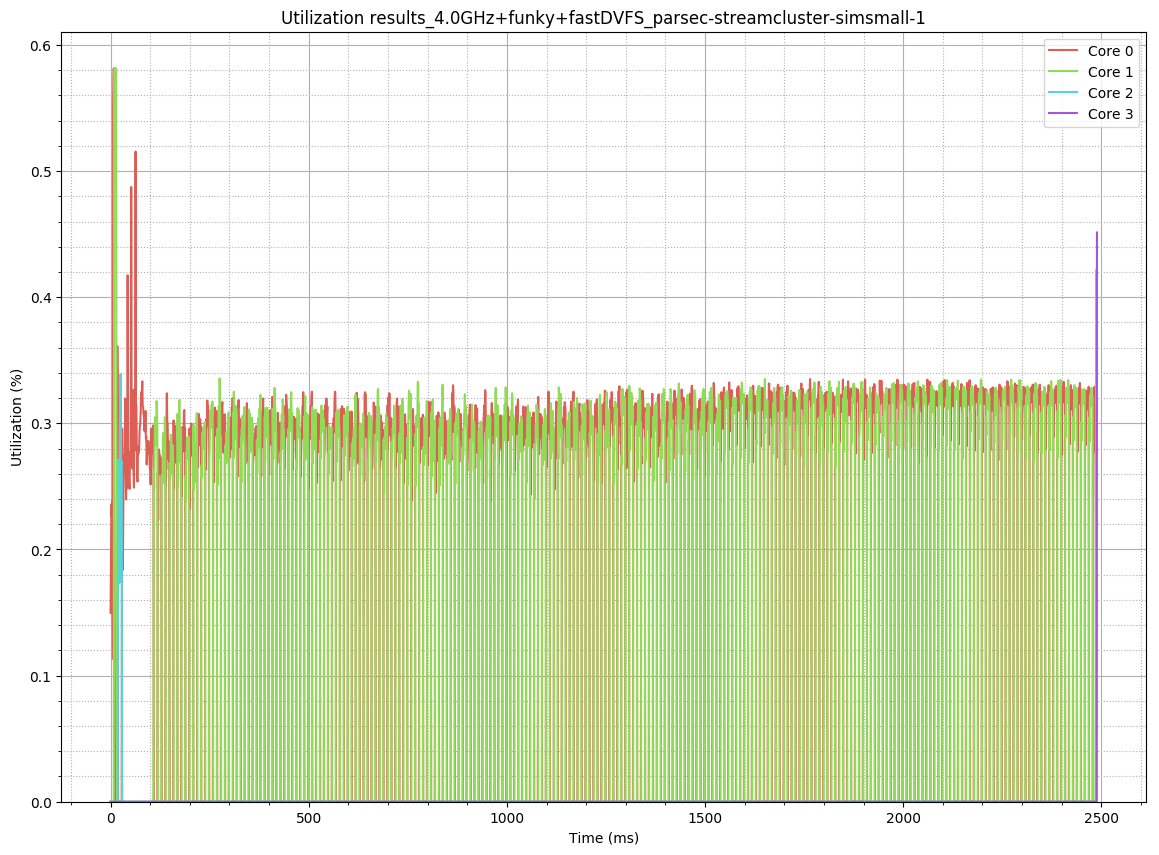 Utilization results_4.0GHz+funky+fastDVFS_parsec-streamcluster-simsmall-1
Core 0
Core 1
Core 2
Core 3
Utilization (%)
0.6
0.5
0.4
0.3
0.2
0.1
0.0
0
500
1000
1500
2000
2500
Time (ms)